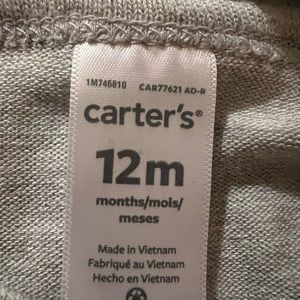 1M746810 CAR77621 AD-R
carter's®
12m
months/mois/
meses
Made in Vietnam
Fabriqué au Vietnam
Hecho en Vietnam